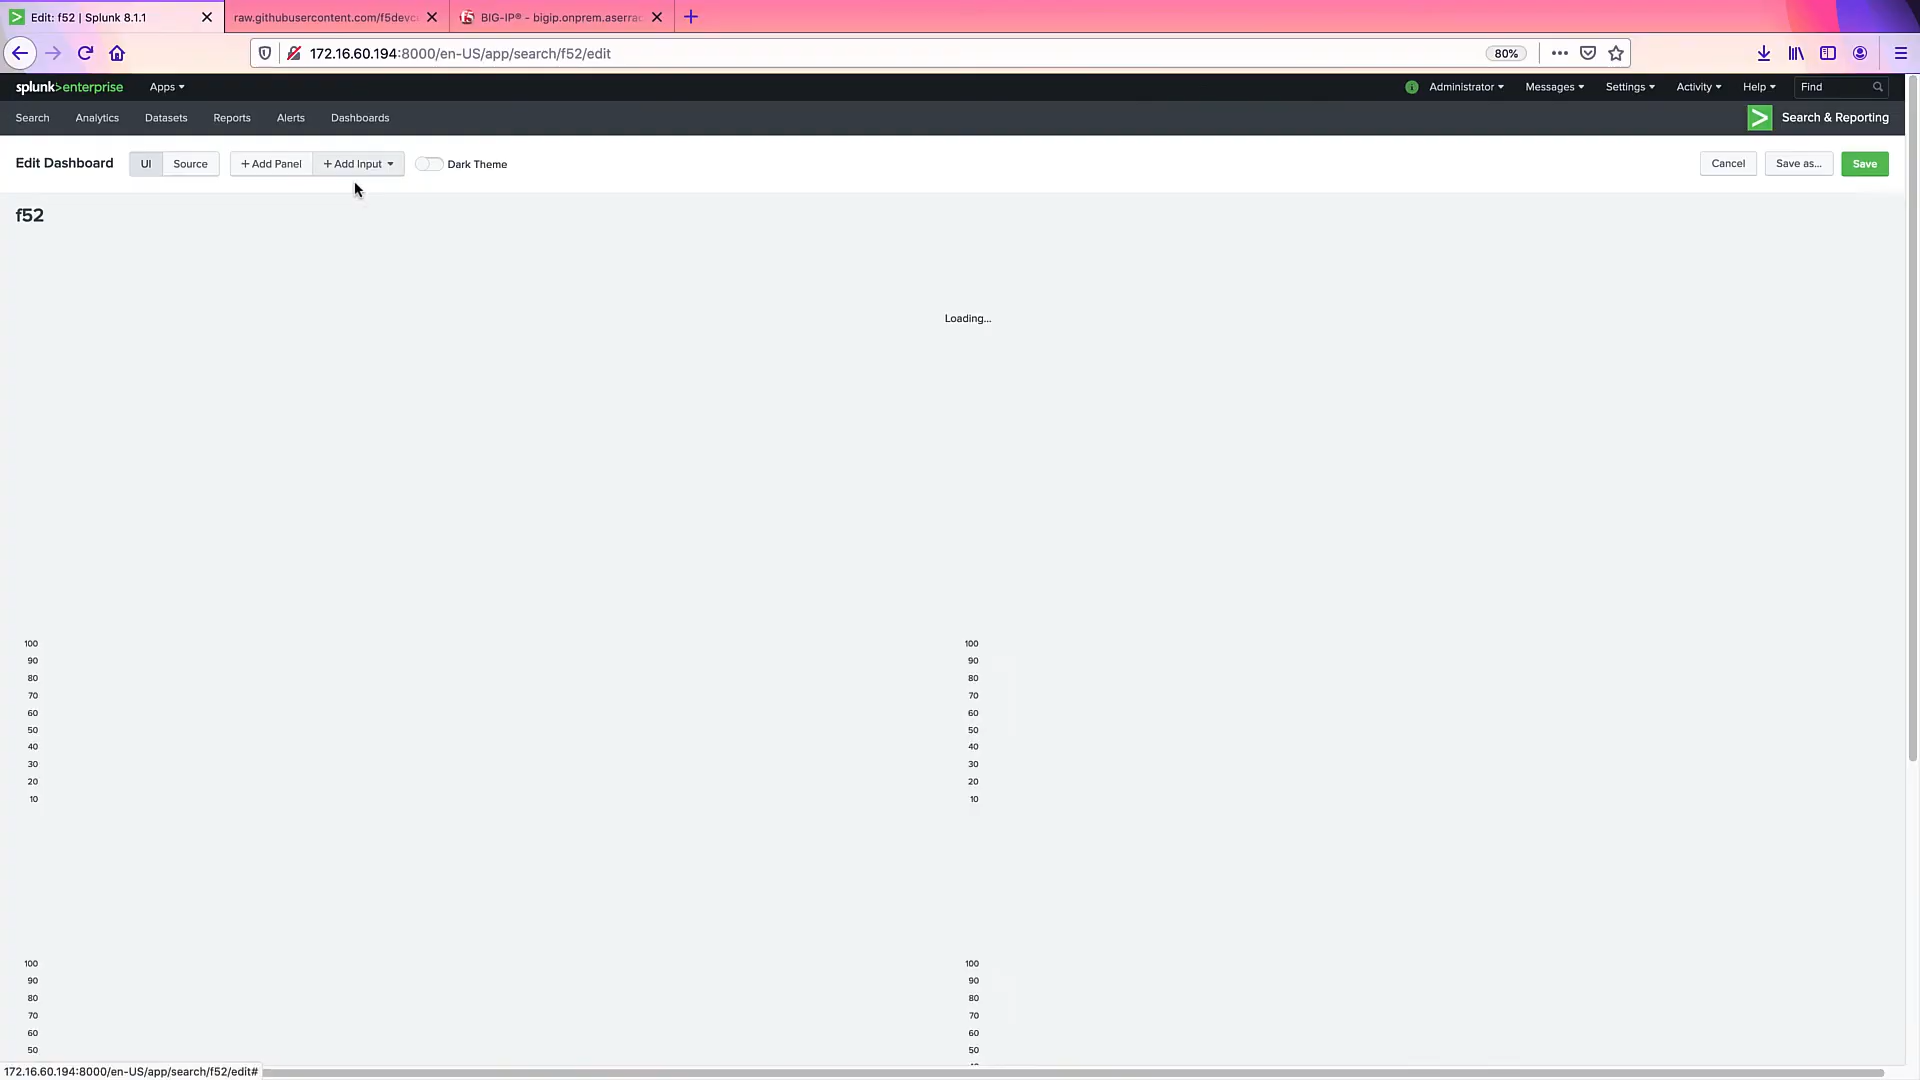 Edit: f52 | Splunk 8.1.1
raw.githubusercontent.com/f5devc
BIG-IP® - bigip.onprem.aserrac
172.16.60.194:8000/en-US/app/search/f52/edit
80%
splunk>enterprise
Apps
Administrator
Messages
Settings
Activity
Help
Find
Search
Analytics
Datasets
Reports
Alerts
Dashboards
Search & Reporting
Edit Dashboard
UI
Source
+ Add Panel
+ Add Input
Dark Theme
Cancel
Save as...
Save
f52
Loading...
100 100
90 90
80 80
70 70
60 60
50 50
40 40
30 30
20 20
10 10
100 100
90 90
80 80
70 70
60 60
50 50
172.16.60.194:8000/en-US/app/search/f52/edit#